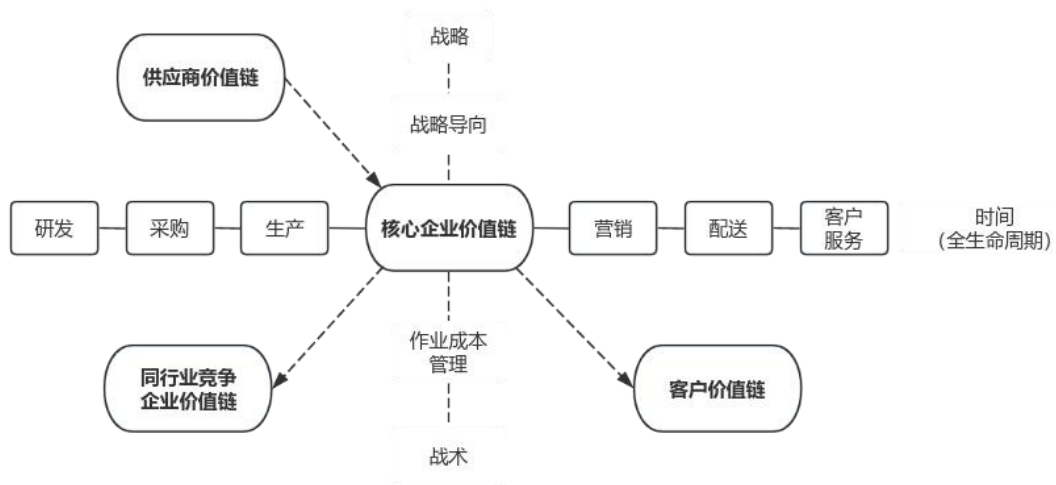 战略
供应商价值链
战略导向
研发
采购
生产
核心企业价值链
营销
配送
客户
服务
时间
（全生命周期）
作业成本
管理
同行业竞争
企业价值链
客户价值链
战术